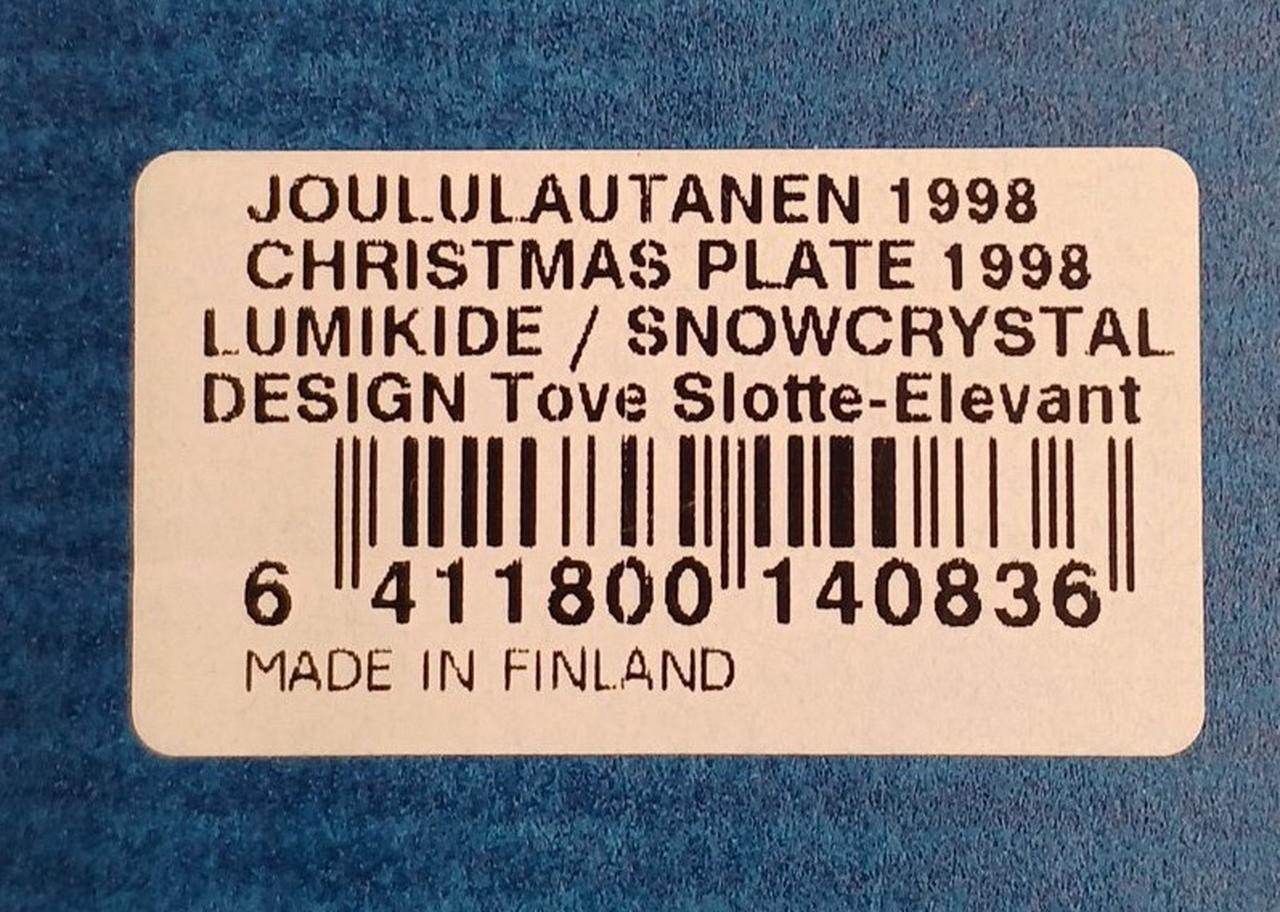 JOULULAUTANEN 1998
CHRISTMAS PLATE 1998
LUMIKIDE / SNOWCRYSTAL
DESIGN Tove Slotte-Elevant
6 411800 140836
MADE IN FINLAND